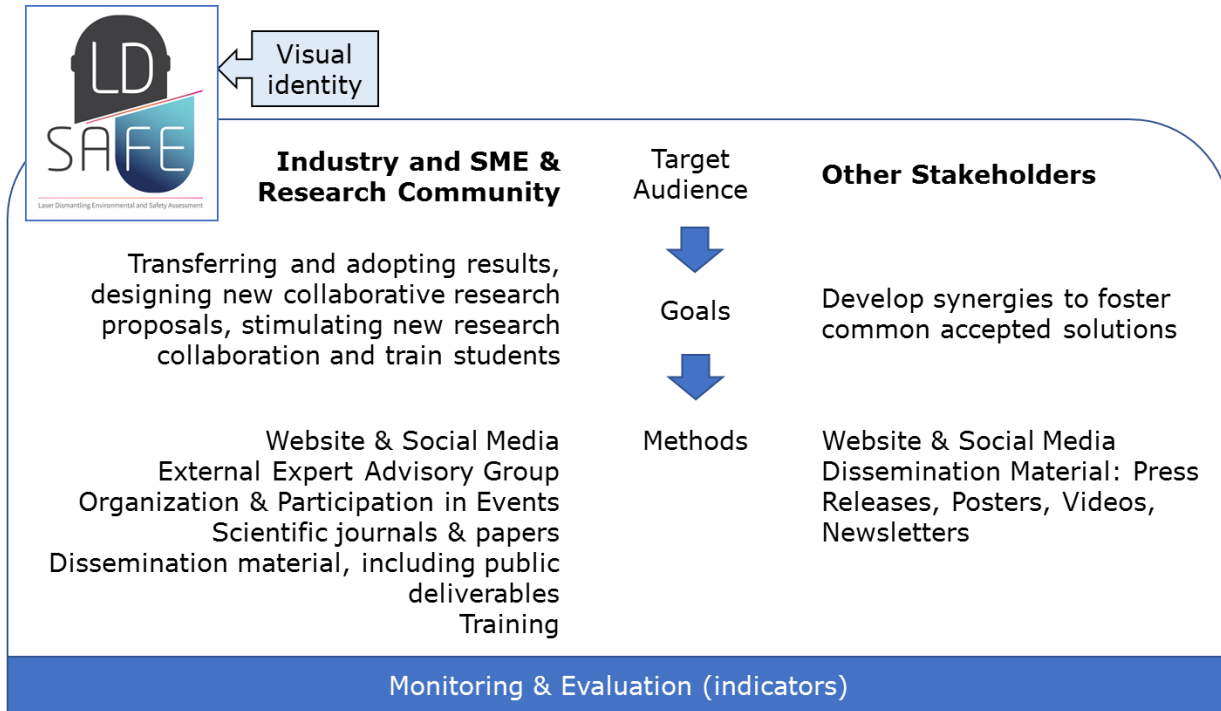 LD
SAFE
Laser Dismantling Environmental and Safety Assessment
Visual
identity
Industry and SME &
Research Community
Target
Audience
Other Stakeholders
Transferring and adopting results,
designing new collaborative research
proposals, stimulating new research
collaboration and train students
Goals
Develop synergies to foster
common accepted solutions
Website & Social Media
External Expert Advisory Group
Organization & Participation in Events
Scientific journals & papers
Dissemination material, including public
deliverables
Training
Methods
Website & Social Media
Dissemination Material: Press
Releases, Posters, Videos,
Newsletters
Monitoring & Evaluation (indicators)